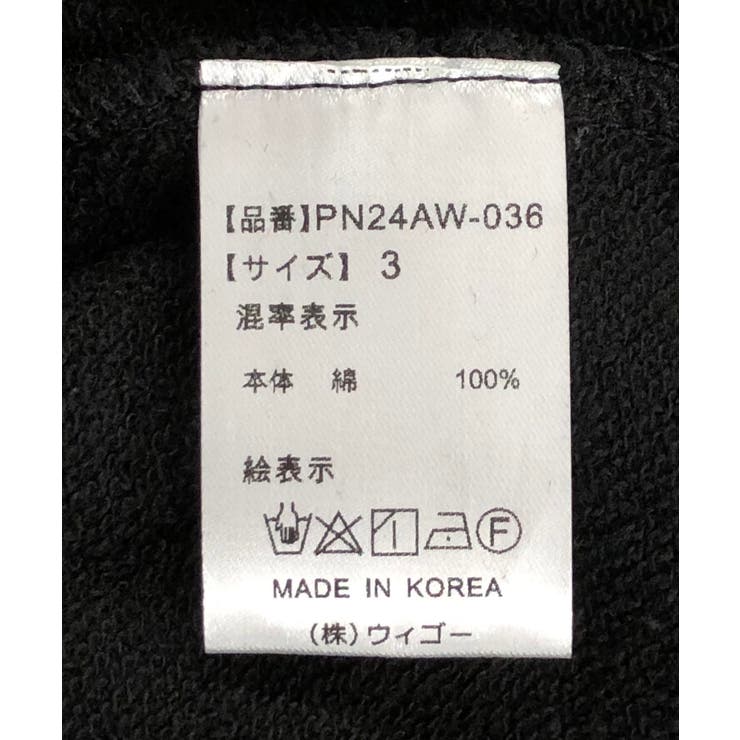 【品番】PN24AW-036
【サイズ】 3
混率表示
本体 綿 100%
絵表示
F
MADE IN KOREA
(株)ウィゴー